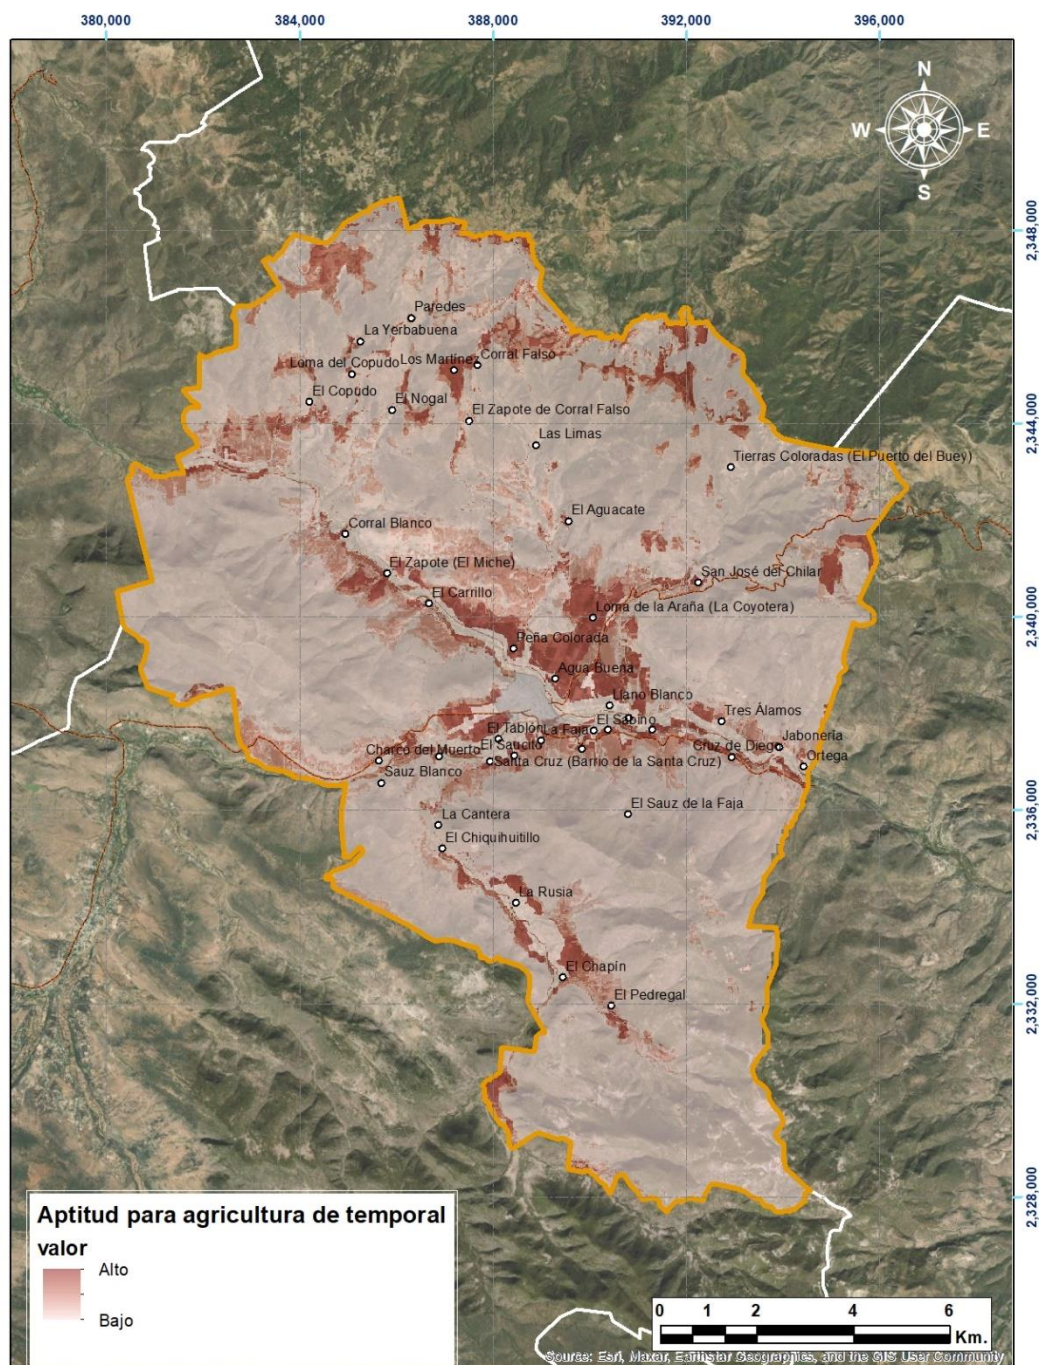 380,000
384,000
388,000
392,000
396,000
N
W
E
S
2,348,000
Paredes
La Yerbabuena
Los Martínez
Corral Falso
Loma del Copudo
El Copudo
El Nogal
El Zapote de Corral Falso
2,344,000
Las Limas
Tierras Coloradas (El Puerto del Buey)
El Aguacate
Corral Blanco
El Zapote (El Miche)
San José del Chilar
El Carrillo
Loma de la Araña (La Coyotera)
2,340,000
Peña Colorada
Agua Buena
Llano Blanco
El Tablón
La Faja
El Sabino
Tres Álamos
Charco del Muerto
El Saucito
Cruz de Diego
Jabonería
Santa Cruz (Barrio de la Santa Cruz)
Ortega
Sauz Blanco
El Sauz de la Faja
2,336,000
La Cantera
El Chiquihuitillo
La Rusia
El Chapín
El Pedregal
2,332,000
2,328,000
Aptitud para agricultura de temporal
valor
Alto
Bajo
0 1 2 4 6
Km.
Source: Esri, Maxar, Earthstar Geographics, and the GIS User Community